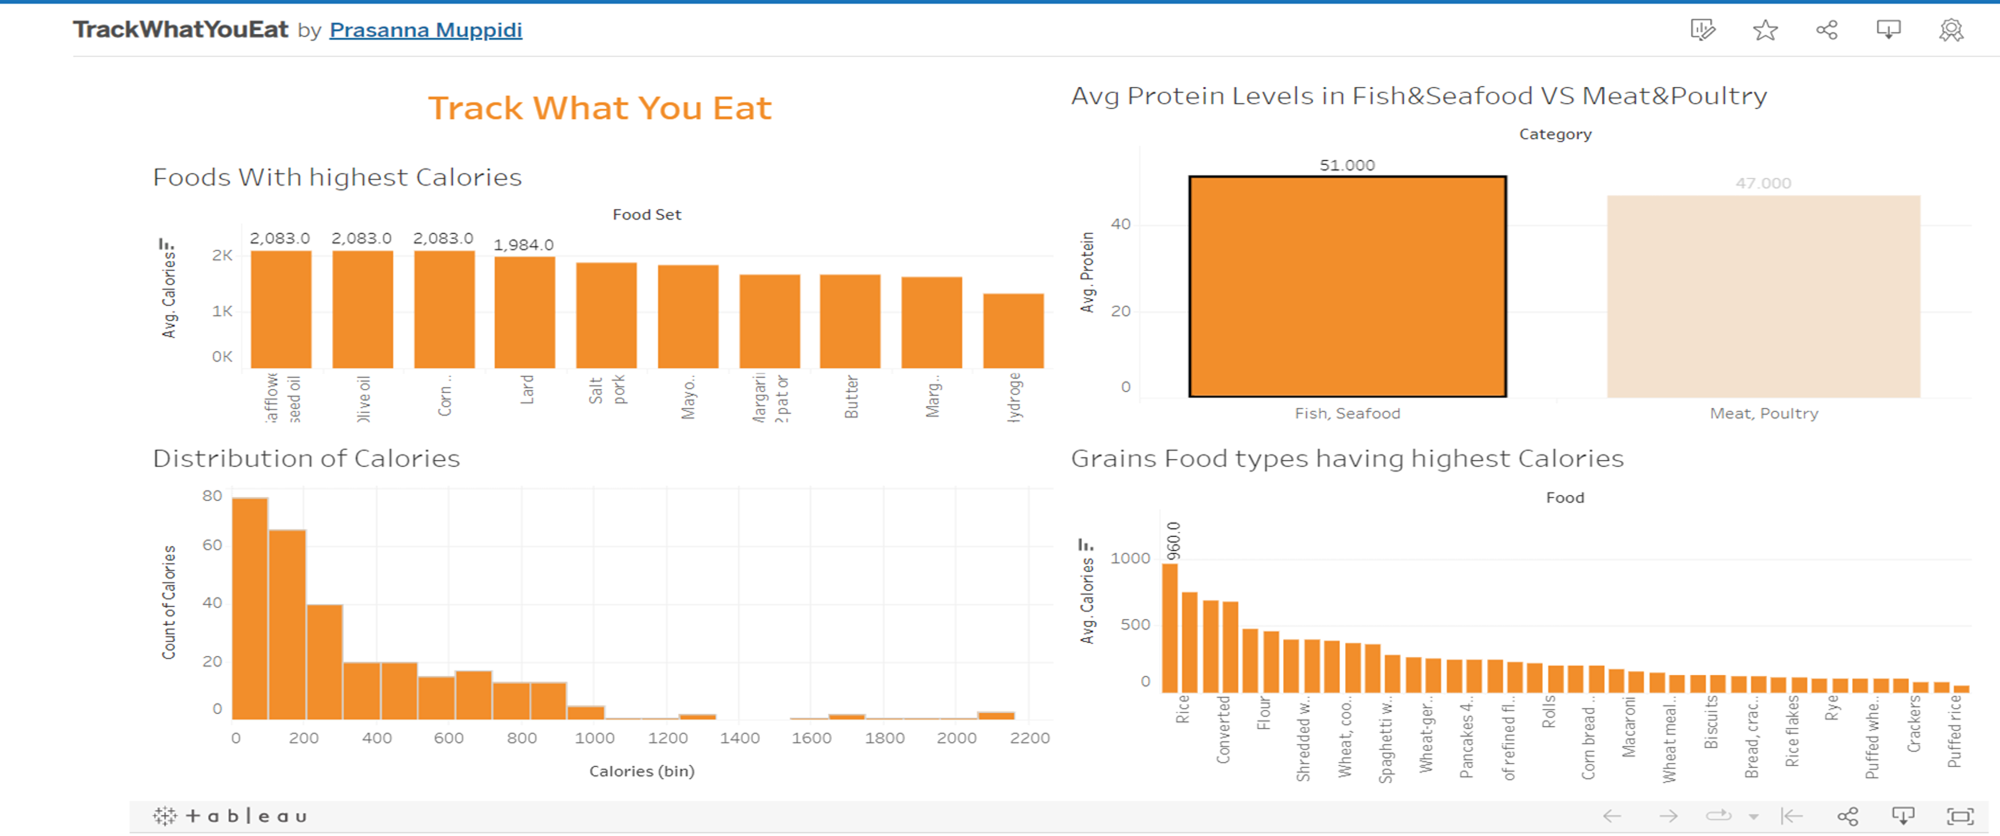 TrackWhatYouEat by Prasanna Muppidi
Track What You Eat
Foods With highest Calories
Food Set
Avg. Calories
2K
1K
0K
2,083.0
2,083.0
2,083.0
1,984.0
seed oil
Corn ..
Lard
Salt
pork
Mayo..
Butter
Marg..
Avg Protein Levels in Fish&Seafood VS Meat&Poultry
Category
Avg. Protein
40
20
0
51.000
47.000
Fish, Seafood
Meat, Poultry
Distribution of Calories
Count of Calories
80
60
40
20
0
0 200 400 600 800 1000 1200 1400 1600 1800 2000 2200
Calories (bin)
Grains Food types having highest Calories
Food
Avg. Calories
1000
500
0
960.0
Rice
Converted
Flour
Shredded w..
Wheat, coo..
Spaghetti w..
Wheat-ger..
Pancakes 4..
of refined fl..
Rolls
Corn bread ..
Macaroni
Wheat meal..
Biscuits
Bread, crac..
Rice flakes
Rye
Puffed whe..
Crackers
Puffed rice
+ a b l e a u